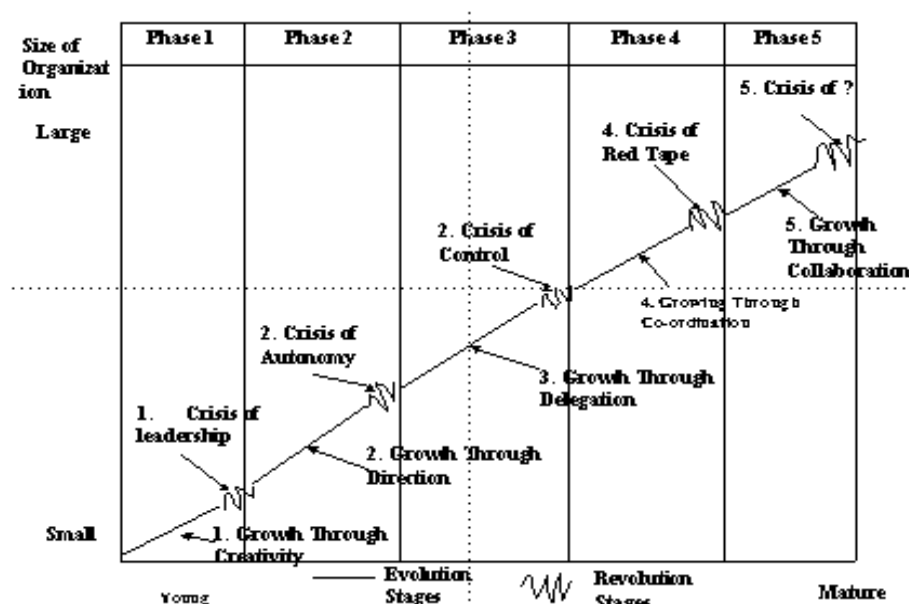 Phase 1
Phase 2
Phase 3
Phase 4
Phase 5
Size of
Organizat
ion
Large
5. Crisis of ?
4. Crisis of
Red Tape
2. Crisis of
Control
5. Growth
Through
Collaboration
4. Growing Through
Co-ordination
2. Crisis of
Autonomy
3. Growth Through
Delegation
1. Crisis of
leadership
2. Growth Through
Direction
Small
1. Growth Through
Creativity
Young
Evolution
Stages
Revolution
Stages
Mature